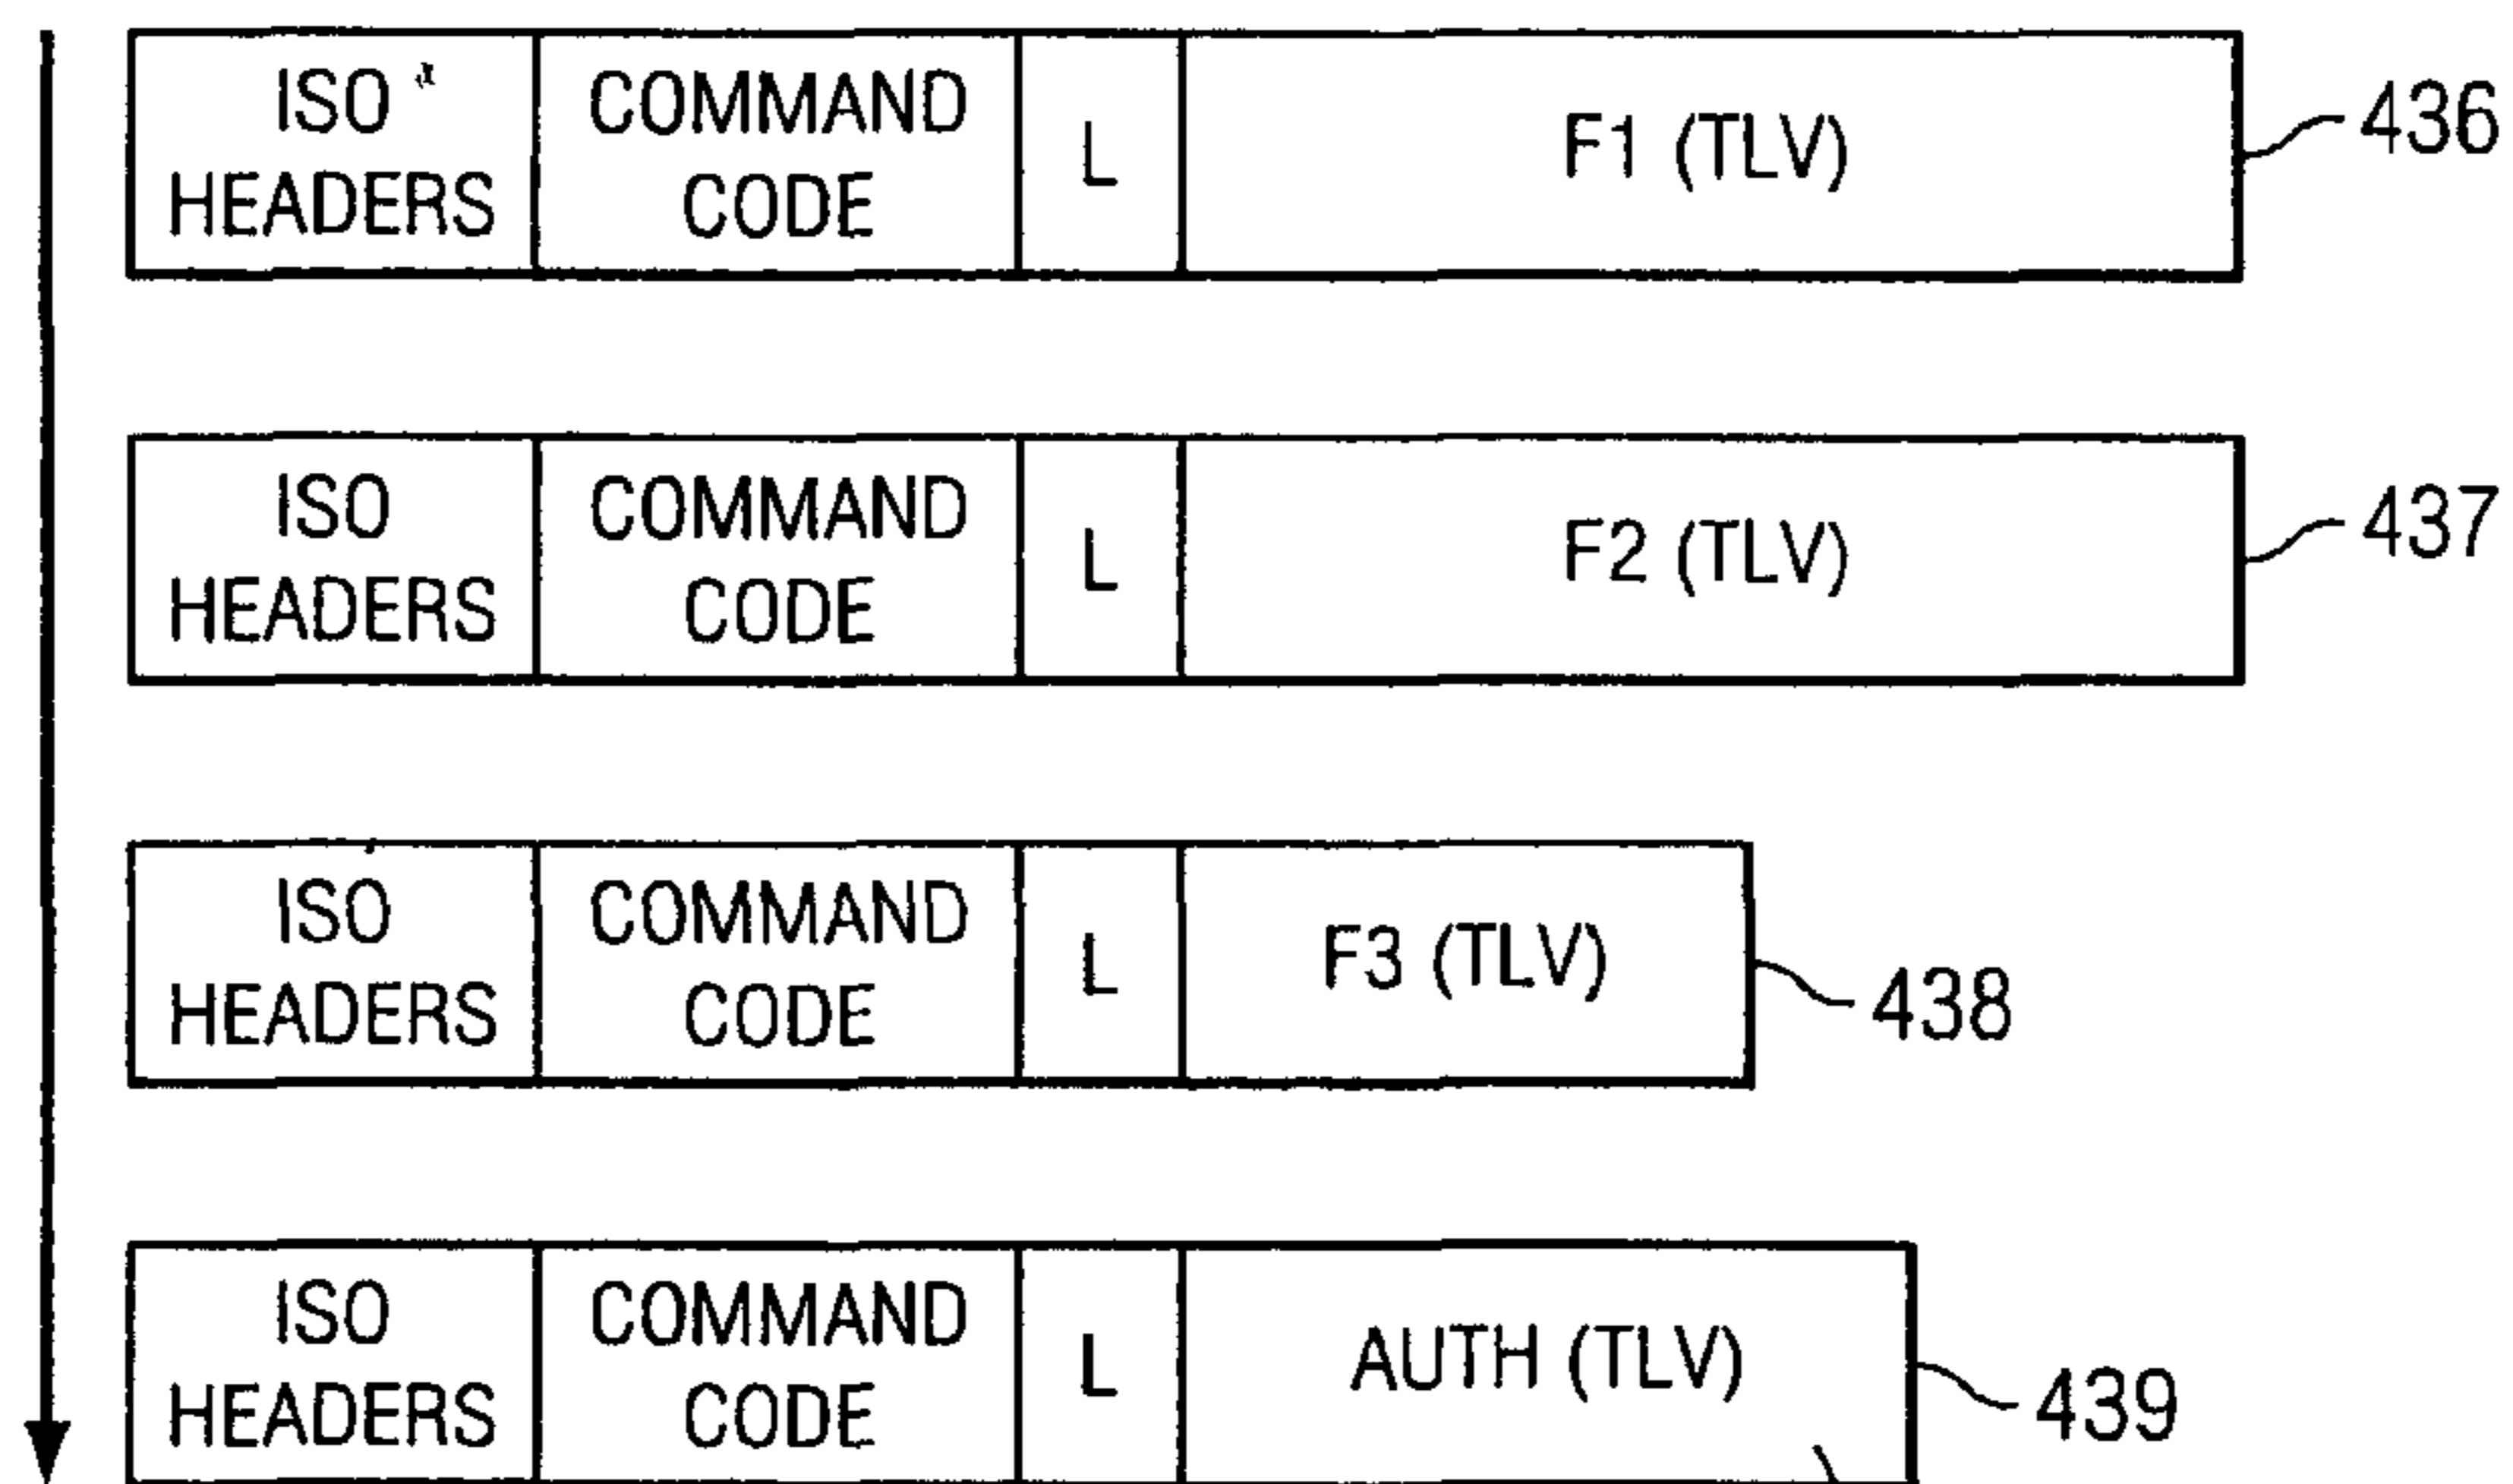 ISO HEADERS COMMAND CODE L F1 (TLV) 436
ISO HEADERS COMMAND CODE L F2 (TLV) 437
ISO HEADERS COMMAND CODE L F3 (TLV) 438
ISO HEADERS COMMAND CODE L AUTH (TLV) 439